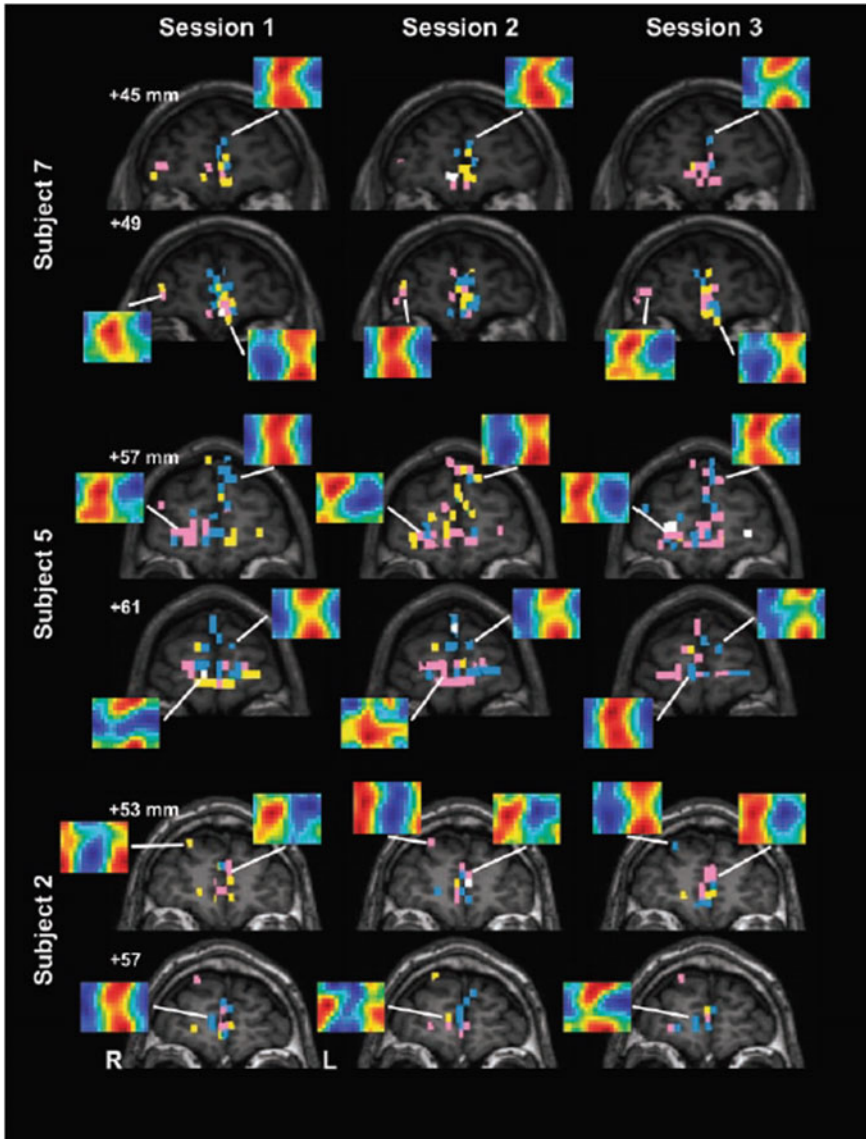 Session 1 Session 2 Session 3
Subject 7
+45 mm
+49
Subject 5
+57 mm
+61
Subject 2
+53 mm
+57
R L